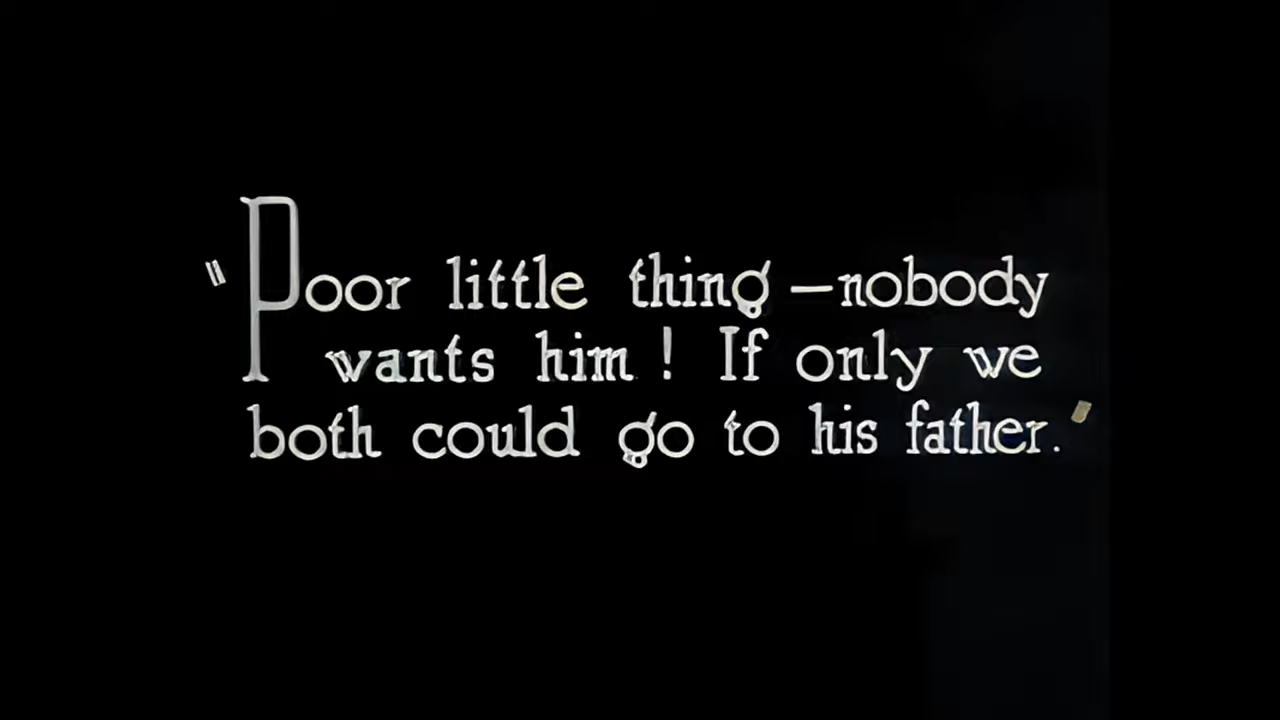 "Poor little thing—nobody
wants him! If only we
both could go to his father."